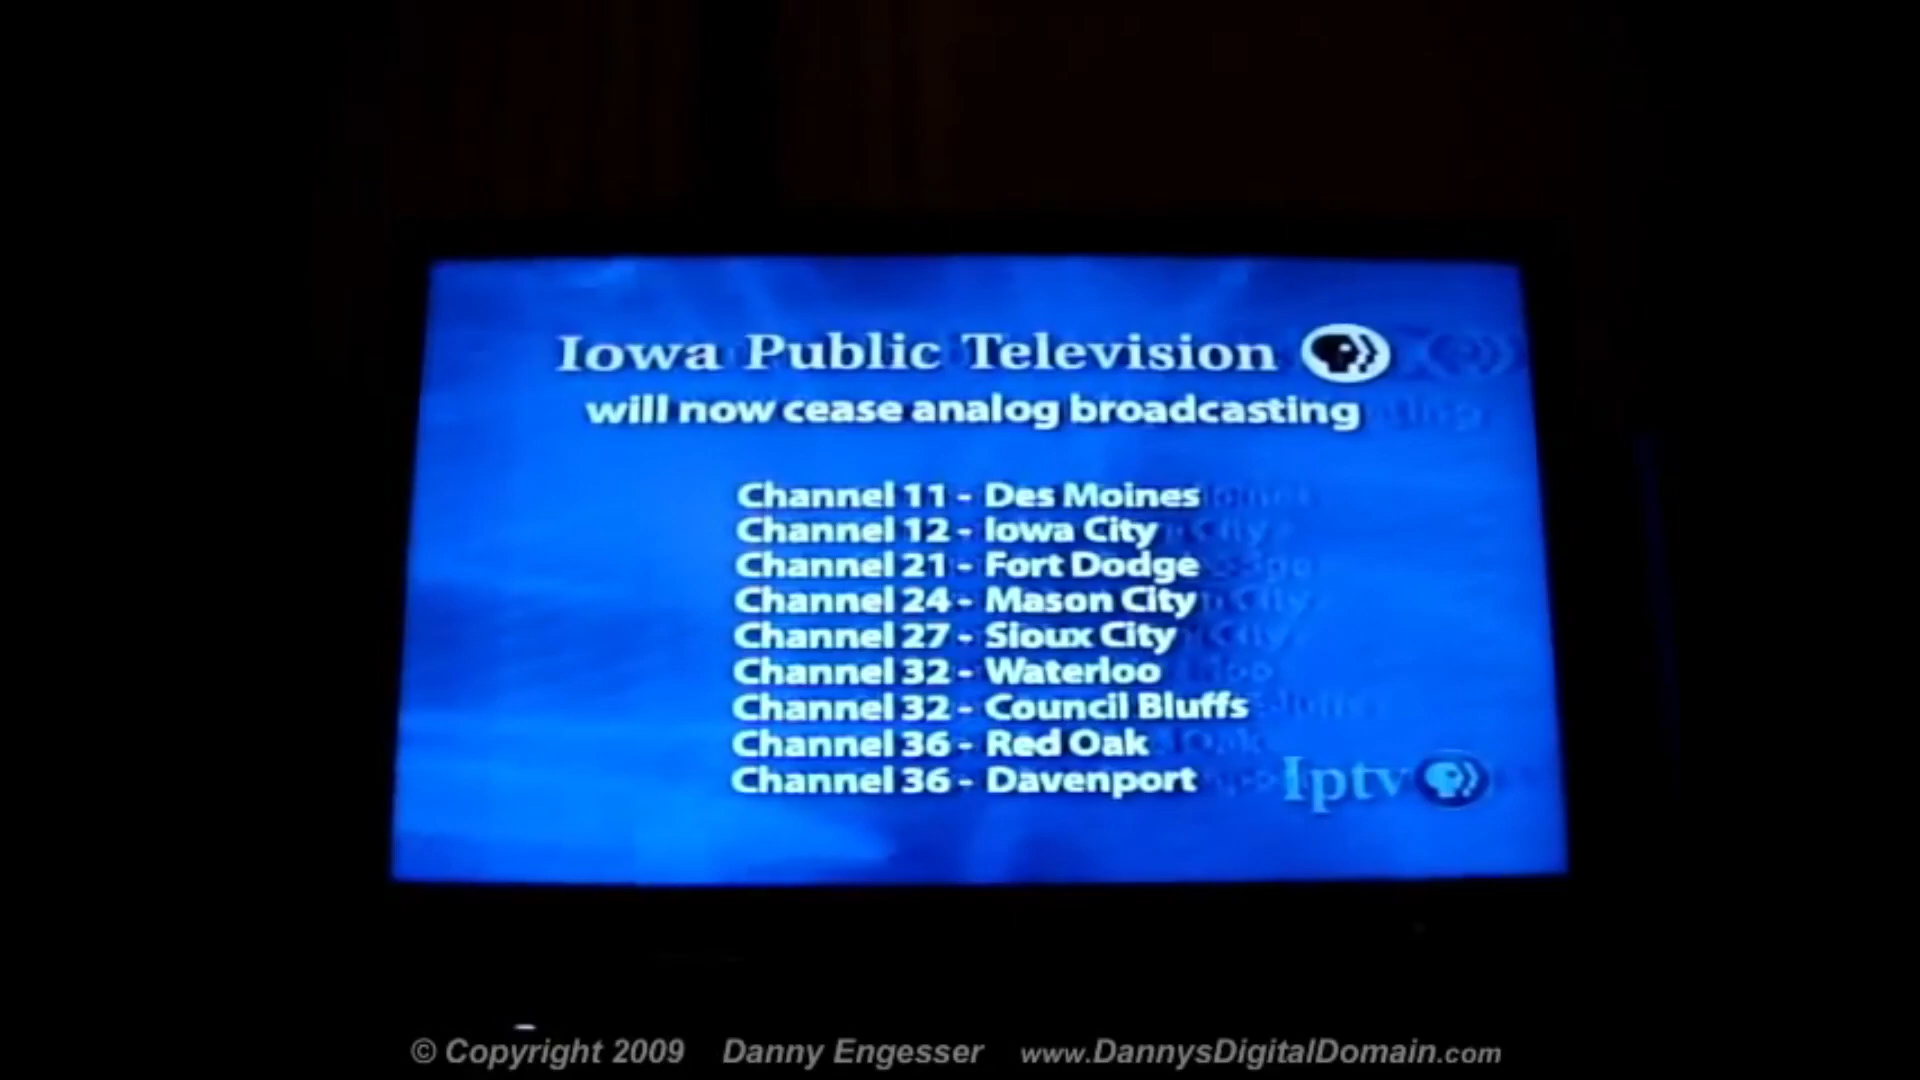 Iowa Public Television
will now cease analog broadcasting
Channel 11 - Des Moines
Channel 12 - Iowa City
Channel 21 - Fort Dodge
Channel 24 - Mason City
Channel 27 - Sioux City
Channel 32 - Waterloo
Channel 32 - Council Bluffs
Channel 36 - Red Oak
Channel 36 - Davenport
Iptv
© Copyright 2009 Danny Engesser www.DannysDigitalDomain.com